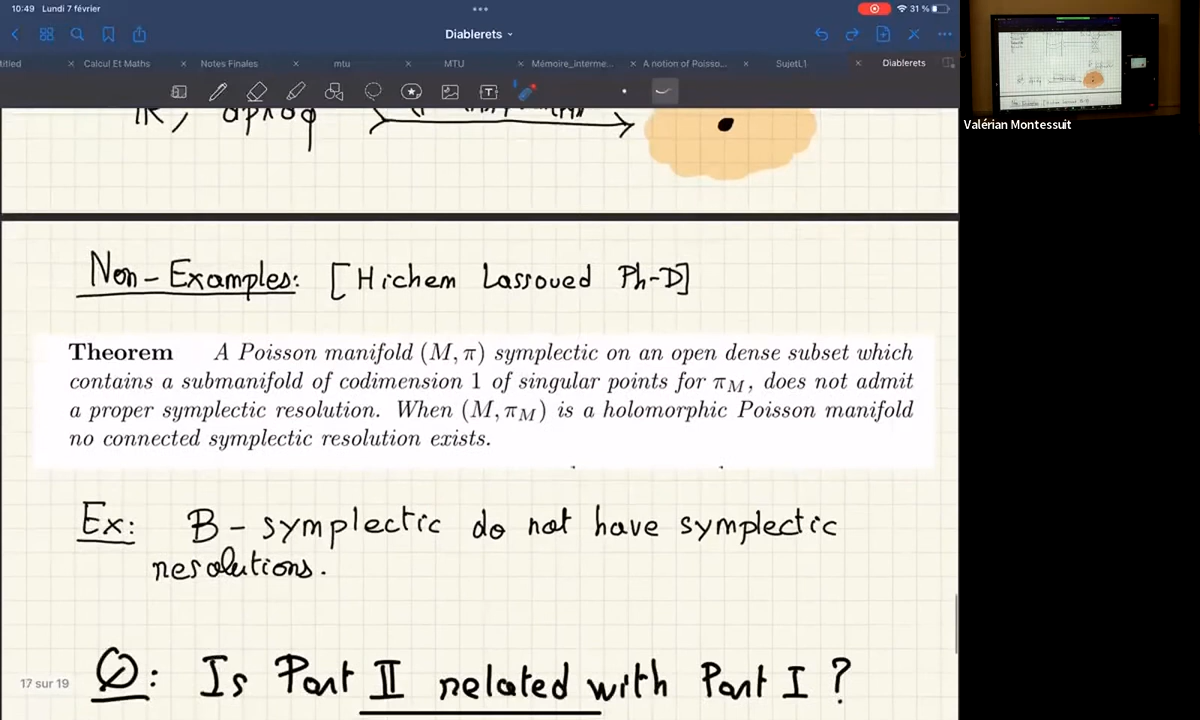 10:49 Lundi 7 février
31 %
Diablerets
titled
Calcul Et Maths
Notes Finales
mtu
MTU
Mémoire_interme...
A notion of Poisso...
SujetL1
Diablerets
Valérian Montessuit
Non-Examples: [Hichem Lassoued Ph-D]
Theorem A Poisson manifold (M, π) symplectic on an open dense subset which
contains a submanifold of codimension 1 of singular points for π_M, does not admit
a proper symplectic resolution. When (M, π_M) is a holomorphic Poisson manifold
no connected symplectic resolution exists.
Ex: B-symplectic do not have symplectic
resolutions.
Q: Is Part II related with Part I ?
17 sur 19